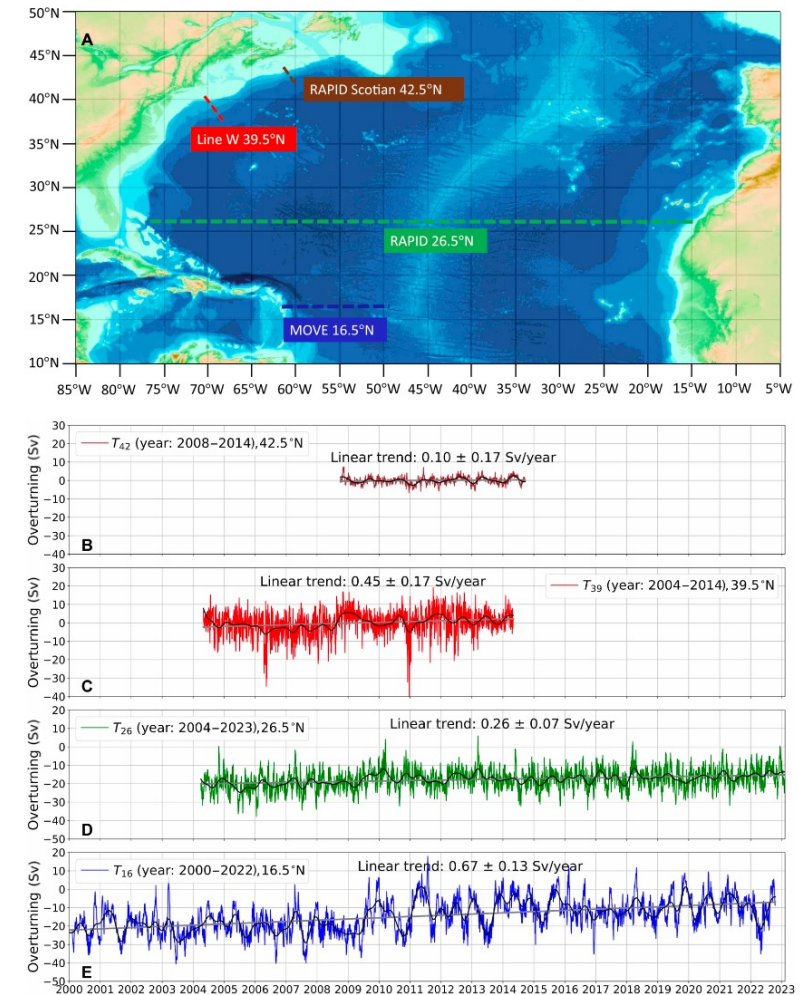 50°N
A
45°N
RAPID Scotian 42.5°N
40°N
Line W 39.5°N
35°N
30°N
25°N
RAPID 26.5°N
20°N
15°N
MOVE 16.5°N
10°N
85°W 80°W 75°W 70°W 65°W 60°W 55°W 50°W 45°W 40°W 35°W 30°W 25°W 20°W 15°W 10°W 5°W
Overturning (Sv)
30
20
10
0
−10
−20
−30
−40
T42 (year: 2008−2014),42.5°N
Linear trend: 0.10 ± 0.17 Sv/year
B
Overturning (Sv)
30
20
10
0
−10
−20
−30
−40
Linear trend: 0.45 ± 0.17 Sv/year
T39 (year: 2004−2014),39.5°N
C
Overturning (Sv)
20
10
0
−10
−20
−30
−40
−50
T26 (year: 2004−2023),26.5°N
Linear trend: 0.26 ± 0.07 Sv/year
D
Overturning (Sv)
20
10
0
−10
−20
−30
−40
−50
T16 (year: 2000−2022),16.5°N
Linear trend: 0.67 ± 0.13 Sv/year
E
2000 2001 2002 2003 2004 2005 2006 2007 2008 2009 2010 2011 2012 2013 2014 2015 2016 2017 2018 2019 2020 2021 2022 2023